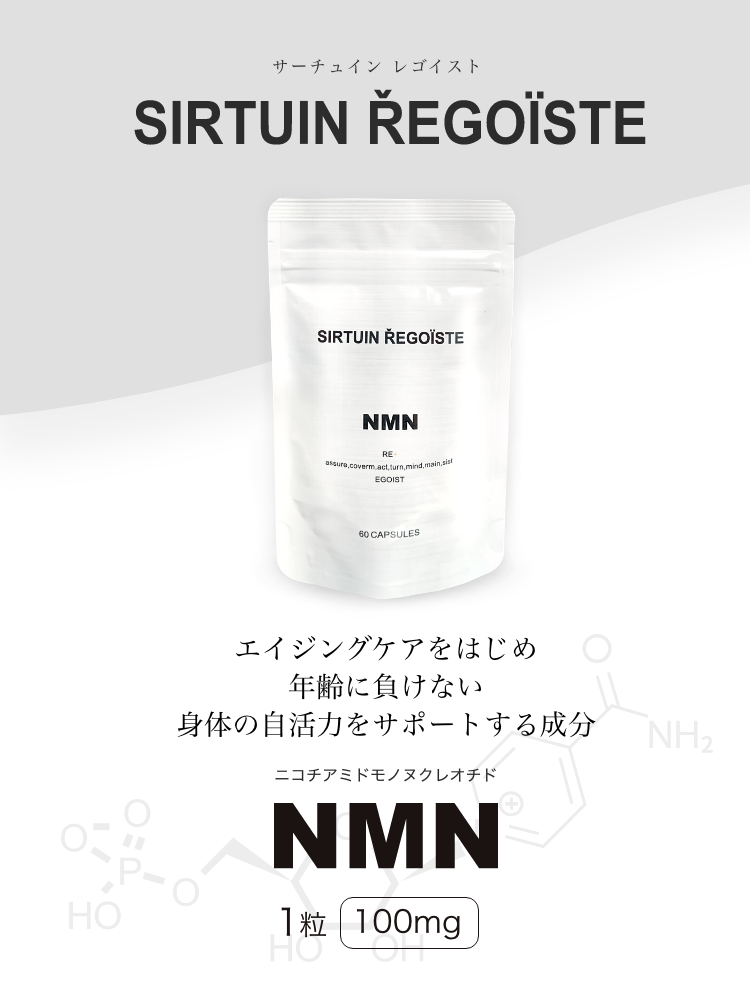 サーチュイン レゴイスト
SIRTUIN ŘEGOÏSTE
SIRTUIN ŘEGOÏSTE
NMN
RE-
assure,coverm,act,turn,mind,main,sist
EGOIST
60 CAPSULES
エイジングケアをはじめ
年齢に負けない
身体の自活力をサポートする成分
ニコチアミドモノヌクレオチド
NMN
1粒 100mg
O
NH₂
O
O
P
O
HO
HO
OH